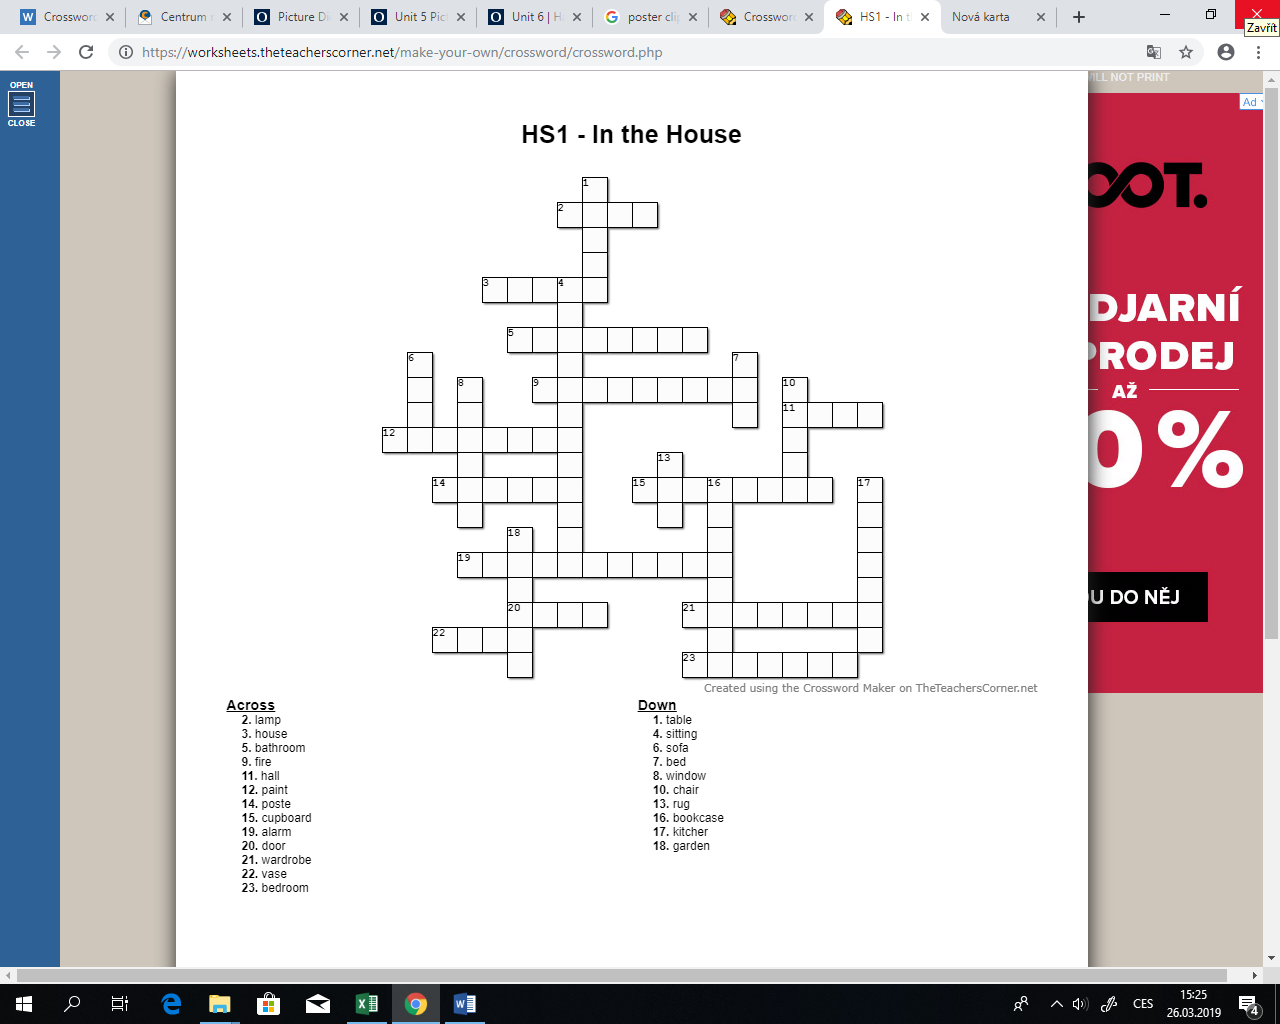 Crossword
Centrum
Picture Di
Unit 5 Pic
Unit 6 | H
poster cli
Crossword
HS1 - In t
Nová karta
Zavřít
https://worksheets.theteacherscorner.net/make-your-own/crossword/crossword.php
OPEN
CLOSE
ILL NOT PRINT
Ad
HS1 - In the House
1
2
3 4
5
6 7
8 9 10
11
12
13
14 15 16 17
18
19
20 21
22
23
Created using the Crossword Maker on TheTeachersCorner.net
Across
2. lamp
3. house
5. bathroom
9. fire
11. hall
12. paint
14. poste
15. cupboard
19. alarm
20. door
21. wardrobe
22. vase
23. bedroom
Down
1. table
4. sitting
6. sofa
7. bed
8. window
10. chair
13. rug
16. bookcase
17. kitcher
18. garden
OOT.
DJARNÍ
PRODEJ
AŽ
0%
DU DO NĚJ
CES
15:25
26.03.2019
4